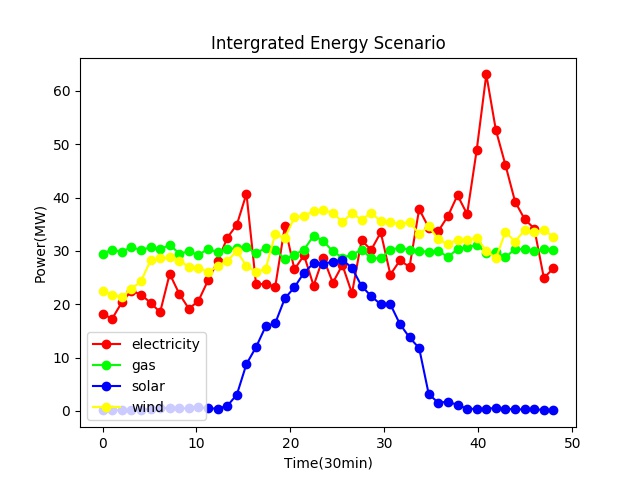 Intergrated Energy Scenario
Power(MW)
60
50
40
30
20
10
0
electricity
gas
solar
wind
0 10 20 30 40 50
Time(30min)